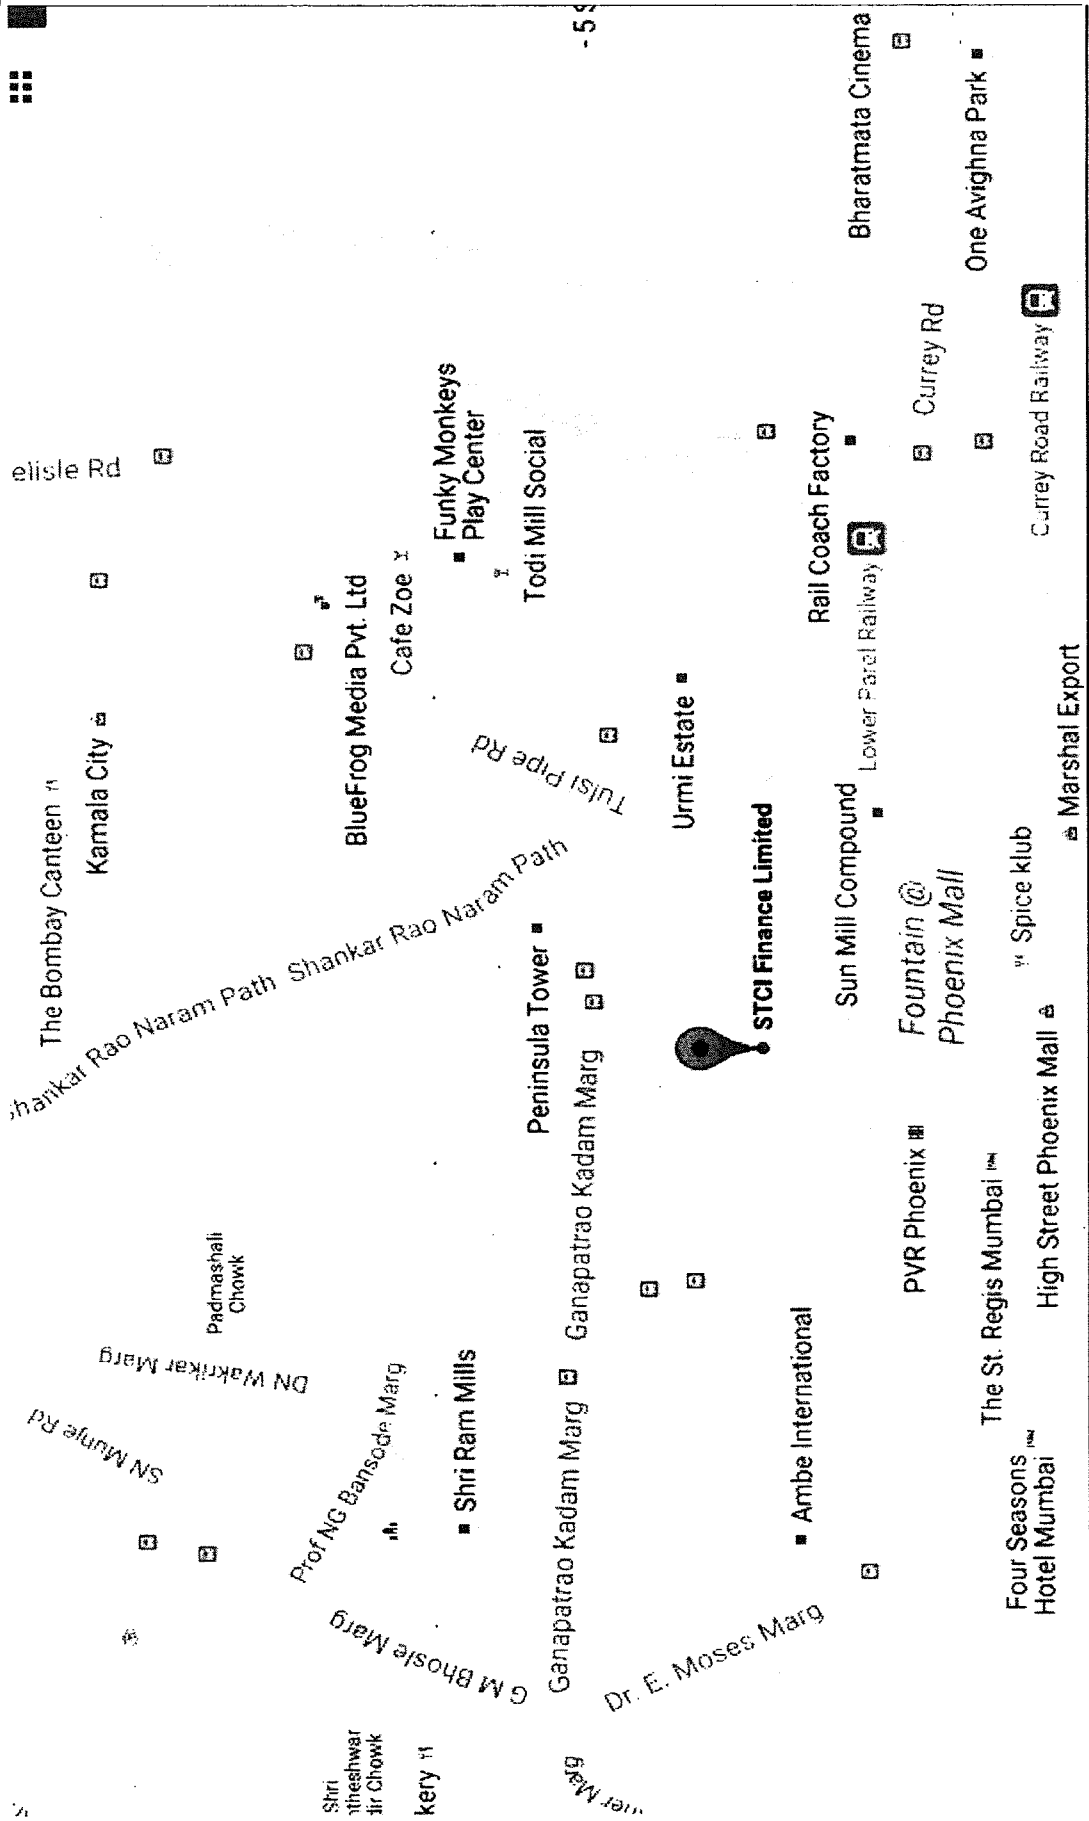 elisle Rd
The Bombay Canteen
Kamala City
Shankar Rao Naram Path
Shankar Rao Naram Path
SN Munje Rd
DN Wakrikar Marg
Padmashali
Chowk
BlueFrog Media Pvt. Ltd
Cafe Zoe
Funky Monkeys
Play Center
Todi Mill Social
Tulsi Pipe Rd
Prof NG Bansode Marg
G M Bhosle Marg
Shri
theshwar
dir Chowk
kery
Shri Ram Mills
Peninsula Tower
Ganapatrao Kadam Marg
Ganapatrao Kadam Marg
- 5
Marg
Dr. E. Moses Marg
Urmi Estate
STCI Finance Limited
Ambe International
Rail Coach Factory
Sun Mill Compound
Lower Parel Railway
Bharatmata Cinema
Currey Rd
Fountain @
Phoenix Mall
PVR Phoenix
One Avighna Park
The St. Regis Mumbai
Spice klub
Four Seasons
Hotel Mumbai
High Street Phoenix Mall
Currey Road Railway
Marshal Export